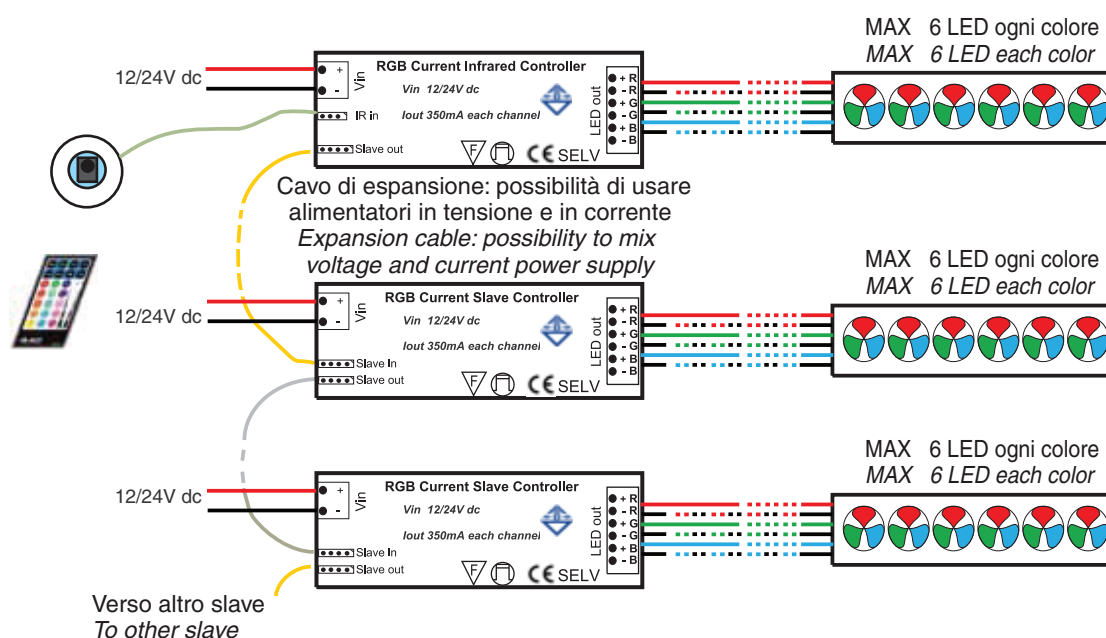 MAX 6 LED ogni colore
MAX 6 LED each color
12/24V dc
+
-
Vin
RGB Current Infrared Controller
Vin 12/24V dc
Iout 350mA each channel
IR in
Slave out
F
CE SELV
LED out
+ R
- R
+ G
- G
+ B
- B
Cavo di espansione: possibilità di usare
alimentatori in tensione e in corrente
Expansion cable: possibility to mix
voltage and current power supply
MAX 6 LED ogni colore
MAX 6 LED each color
12/24V dc
+
-
Vin
RGB Current Slave Controller
Vin 12/24V dc
Iout 350mA each channel
Slave In
Slave out
F
CE SELV
LED out
+ R
- R
+ G
- G
+ B
- B
MAX 6 LED ogni colore
MAX 6 LED each color
12/24V dc
+
-
Vin
RGB Current Slave Controller
Vin 12/24V dc
Iout 350mA each channel
Slave In
Slave out
F
CE SELV
LED out
+ R
- R
+ G
- G
+ B
- B
Verso altro slave
To other slave